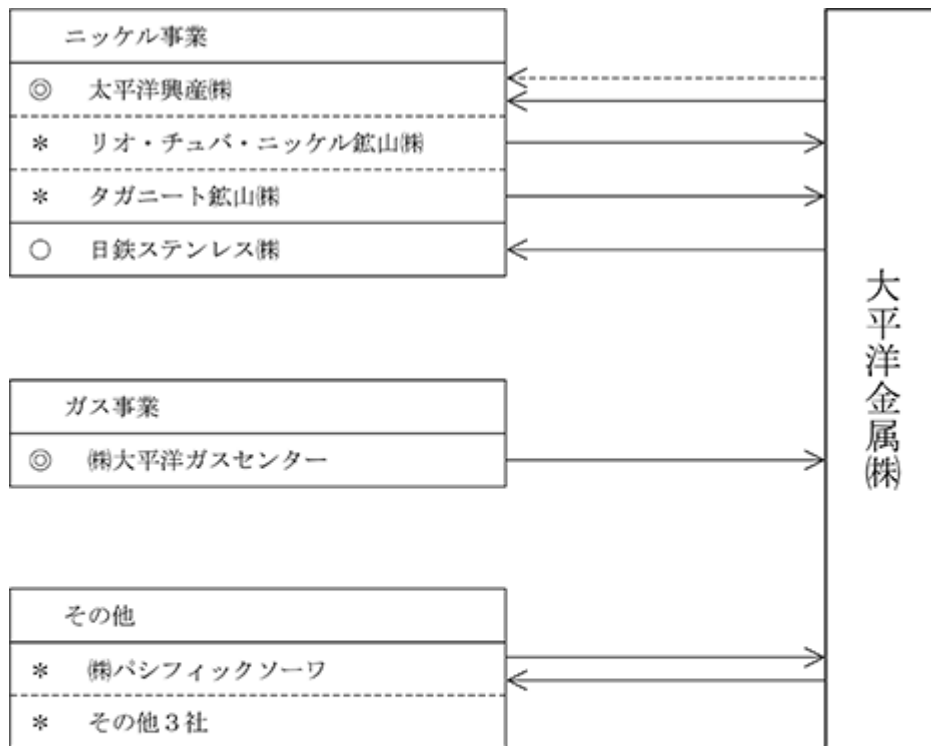 ニッケル事業
◎ 太平洋興産㈱
＊ リオ・チュバ・ニッケル鉱山㈱
＊ タガニート鉱山㈱
○ 日鉄ステンレス㈱
大平洋金属㈱
ガス事業
◎ ㈱大平洋ガスセンター
その他
＊ ㈱パシフィックソーワ
＊ その他３社